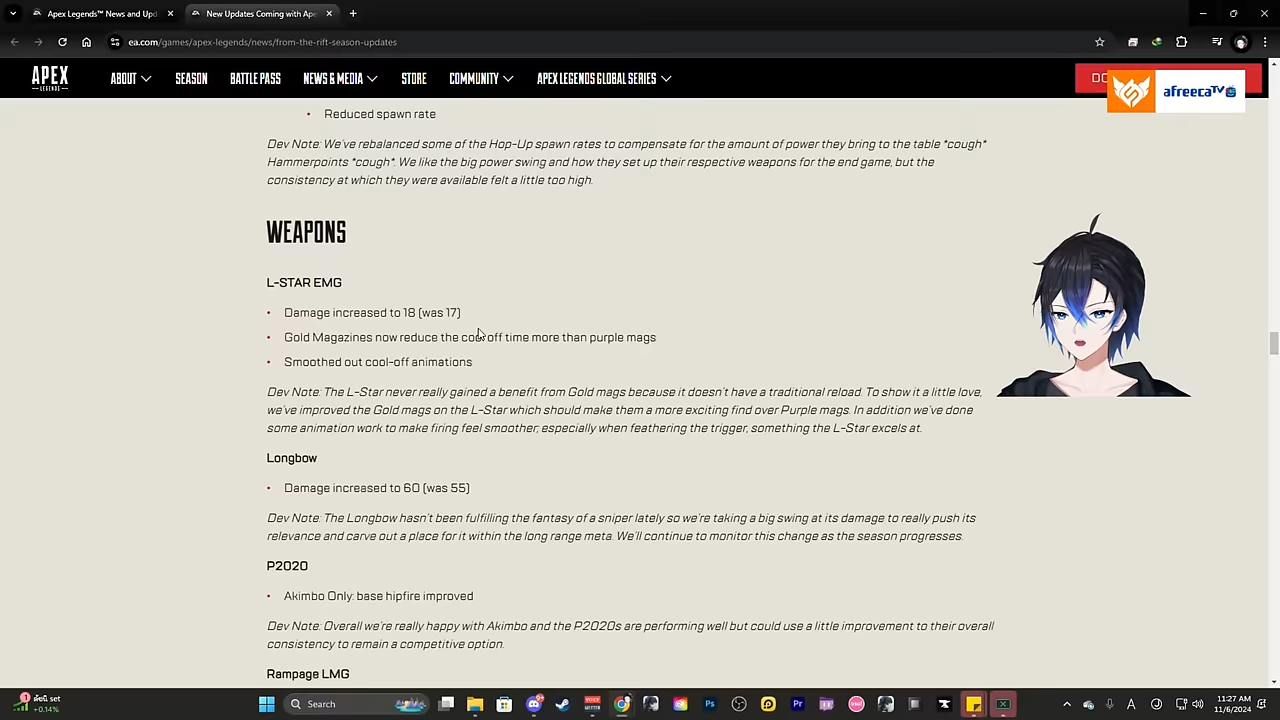 Apex Legends™ News and Upd
New Updates Coming with Ape
ea.com/games/apex-legends/news/from-the-rift-season-updates
APEX
LEGENDS
ABOUT
SEASON
BATTLE PASS
NEWS & MEDIA
STORE
COMMUNITY
APEX LEGENDS GLOBAL SERIES
DO
afreecaTV
• Reduced spawn rate
Dev Note: We've rebalanced some of the Hop-Up spawn rates to compensate for the amount of power they bring to the table *cough*
Hammerpoints *cough*. We like the big power swing and how they set up their respective weapons for the end game, but the
consistency at which they were available felt a little too high.
WEAPONS
L-STAR EMG
• Damage increased to 18 (was 17)
• Gold Magazines now reduce the cool-off time more than purple mags
• Smoothed out cool-off animations
Dev Note: The L-Star never really gained a benefit from Gold mags because it doesn't have a traditional reload. To show it a little love,
we've improved the Gold mags on the L-Star which should make them a more exciting find over Purple mags. In addition we've done
some animation work to make firing feel smoother, especially when feathering the trigger, something the L-Star excels at.
Longbow
• Damage increased to 60 (was 55)
Dev Note: The Longbow hasn't been fulfilling the fantasy of a sniper lately so we're taking a big swing at its damage to really push its
relevance and carve out a place for it within the long range meta. We'll continue to monitor this change as the season progresses.
P2020
• Akimbo Only: base hipfire improved
Dev Note: Overall we're really happy with Akimbo and the P2020s are performing well but could use a little improvement to their overall
consistency to remain a competitive option.
Rampage LMG
1
ดัชนี set
+0.14%
Search
11:27 AM
11/6/2024